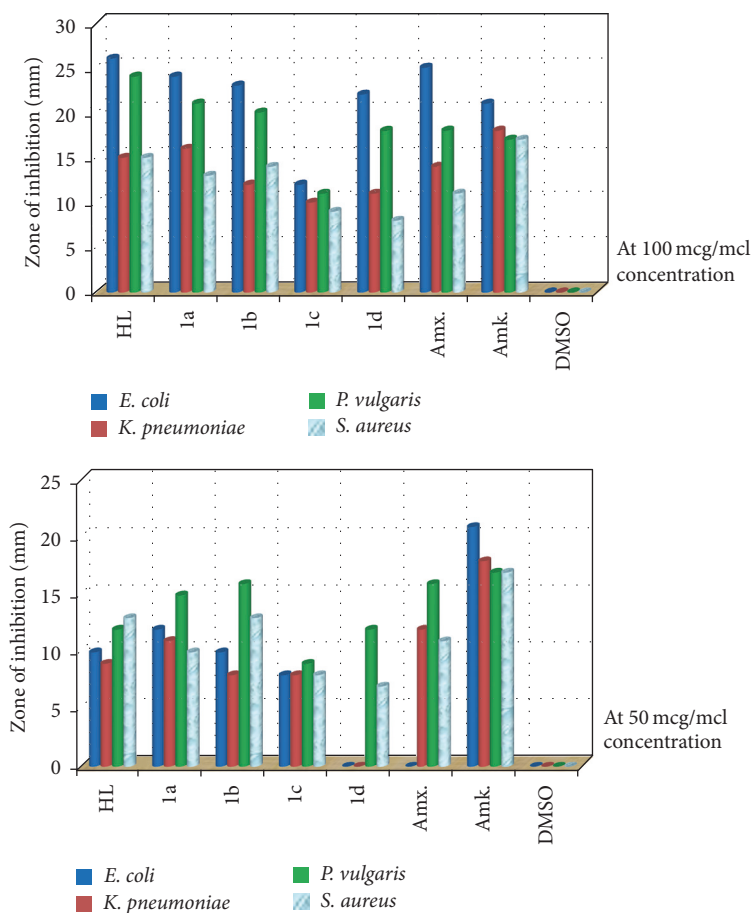 30
25
20
15
10
5
0
Zone of inhibition (mm)
HL
1a
1b
1c
1d
Amx.
Amk.
DMSO
At 100 mcg/mcl
concentration
E. coli
P. vulgaris
K. pneumoniae
S. aureus
25
20
15
10
5
0
Zone of inhibition (mm)
HL
1a
1b
1c
1d
Amx.
Amk.
DMSO
At 50 mcg/mcl
concentration
E. coli
P. vulgaris
K. pneumoniae
S. aureus